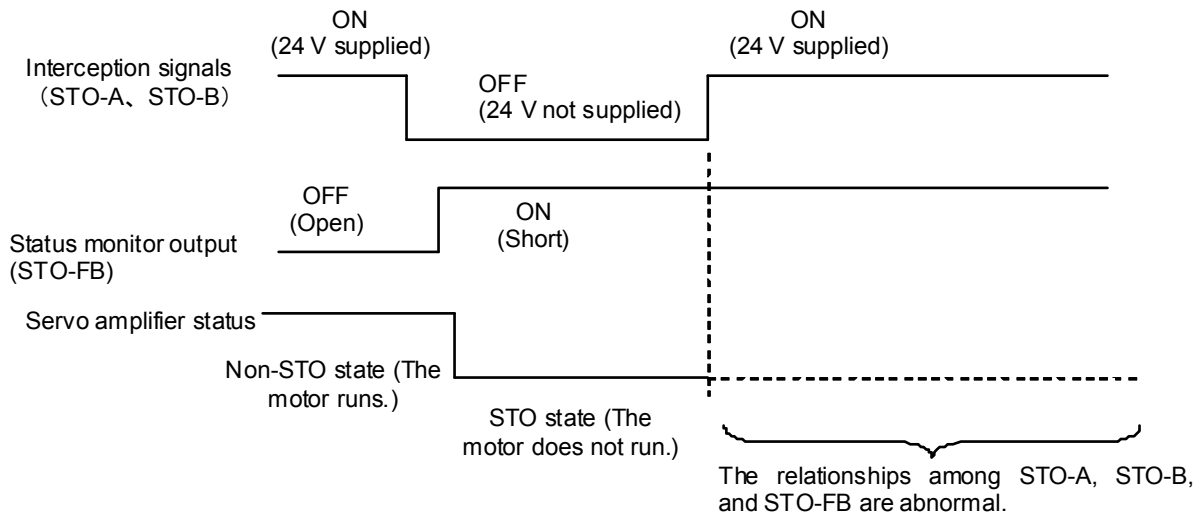 ON
(24 V supplied)
ON
(24 V supplied)
Interception signals
（STO-A、STO-B）
OFF
(24 V not supplied)
OFF
(Open)
ON
(Short)
Status monitor output
(STO-FB)
Servo amplifier status
Non-STO state (The
motor runs.)
STO state (The
motor does not run.)
The relationships among STO-A, STO-B,
and STO-FB are abnormal.